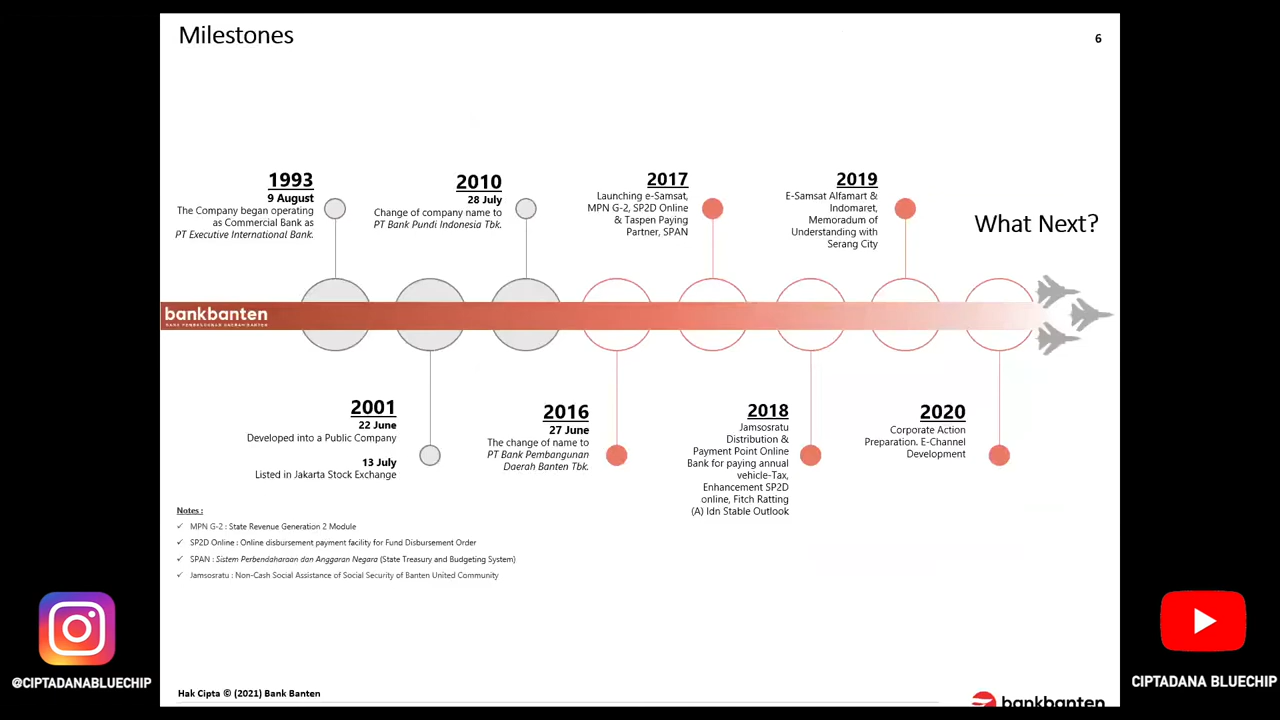 Milestones
6
1993
9 August
The Company began operating
as Commercial Bank as
PT Executive International Bank.
2010
28 July
Change of company name to
PT Bank Pundi Indonesia Tbk.
2017
Launching e-Samsat,
MPN G-2, SP2D Online
& Taspen Paying
Partner, SPAN
2019
E-Samsat Alfamart &
Indomaret,
Memoradum of
Understanding with
Serang City
What Next?
bankbanten
BANK PEMBANGUNAN DAERAH BANTEN
2001
22 June
Developed into a Public Company
13 July
Listed in Jakarta Stock Exchange
2016
27 June
The change of name to
PT Bank Pembangunan
Daerah Banten Tbk.
2018
Jamsosratu
Distribution &
Payment Point Online
Bank for paying annual
vehicle-Tax,
Enhancement SP2D
online, Fitch Ratting
(A) Idn Stable Outlook
2020
Corporate Action
Preparation. E-Channel
Development
Notes :
✓ MPN G-2 : State Revenue Generation 2 Module
✓ SP2D Online : Online disbursement payment facility for Fund Disbursement Order
✓ SPAN : Sistem Perbendaharaan dan Anggaran Negara (State Treasury and Budgeting System)
✓ Jamsosratu : Non-Cash Social Assistance of Social Security of Banten United Community
@CIPTADANABLUECHIP
CIPTADANA BLUECHIP
Hak Cipta © (2021) Bank Banten
bankbanten